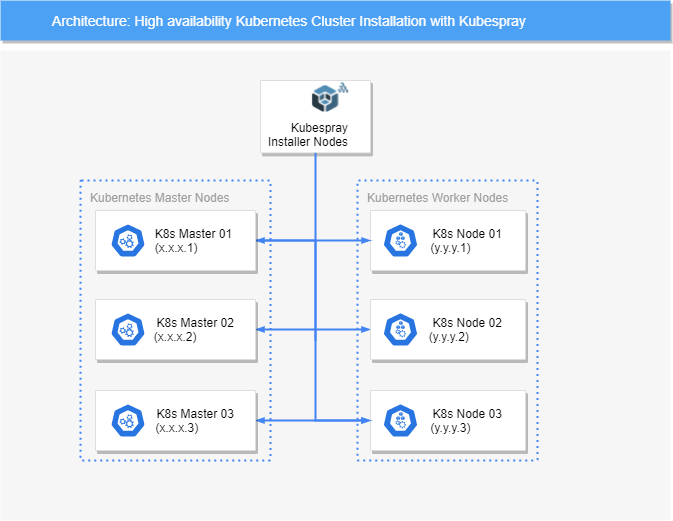 Architecture: High availability Kubernetes Cluster Installation with Kubespray
Kubespray
Installer Nodes
Kubernetes Master Nodes
K8s Master 01
(x.x.x.1)
K8s Master 02
(x.x.x.2)
K8s Master 03
(x.x.x.3)
Kubernetes Worker Nodes
K8s Node 01
(y.y.y.1)
K8s Node 02
(y.y.y.2)
K8s Node 03
(y.y.y.3)